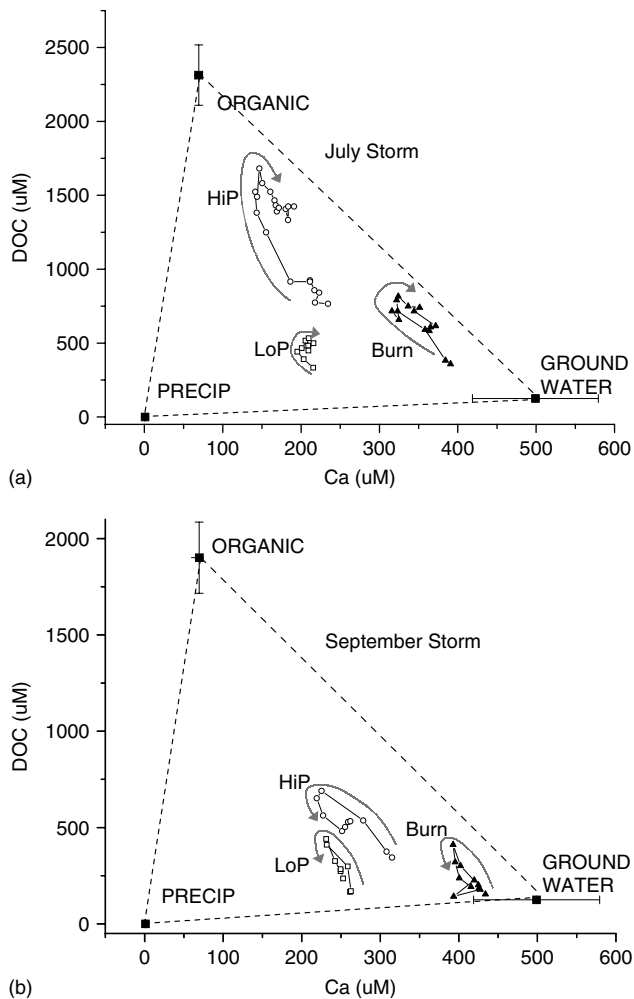 2500
2000
1500
1000
500
0
DOC (uM)
ORGANIC
July Storm
HiP
LoP
Burn
PRECIP
GROUND
WATER
0 100 200 300 400 500 600
(a)
Ca (uM)
2000
1500
1000
500
0
DOC (uM)
ORGANIC
September Storm
HiP
LoP
Burn
PRECIP
GROUND
WATER
0 100 200 300 400 500 600
(b)
Ca (uM)